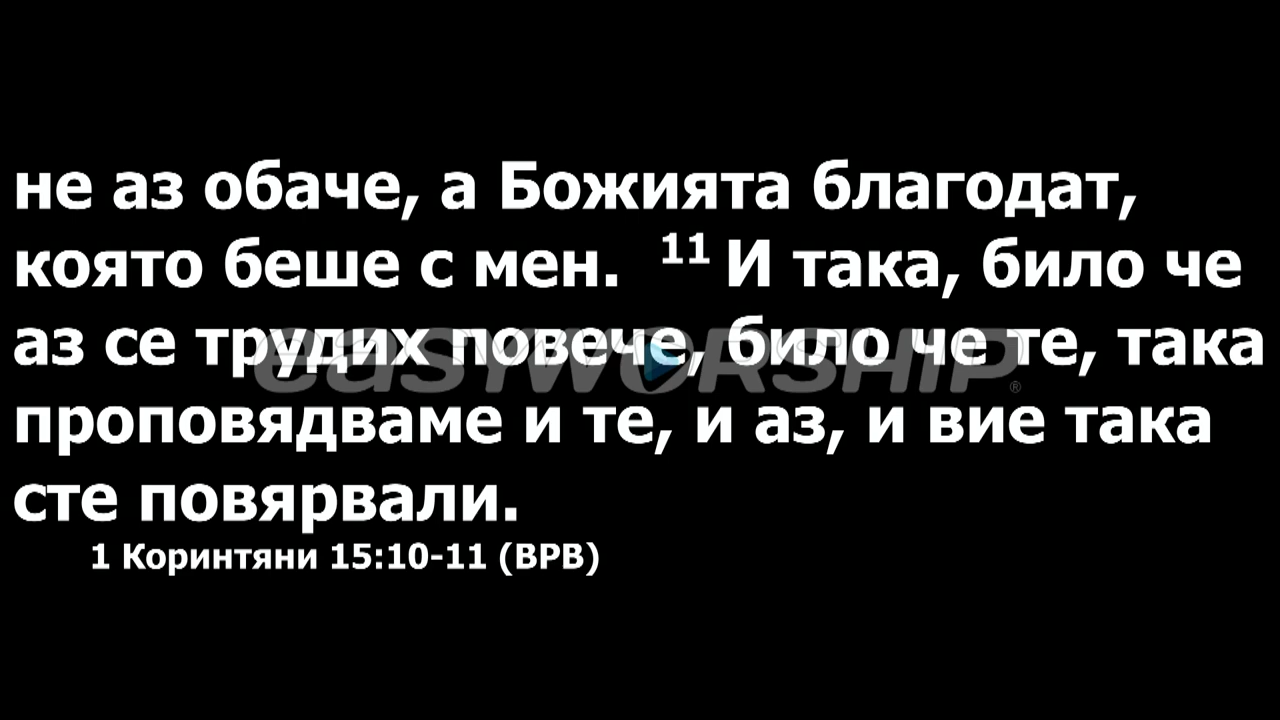 не аз обаче, а Божията благодат,
която беше с мен. 11 И така, било че
аз се трудих повече, било че те, така
easyworship®
проповядваме и те, и аз, и вие така
сте повярвали.
1 Коринтяни 15:10-11 (ВРВ)